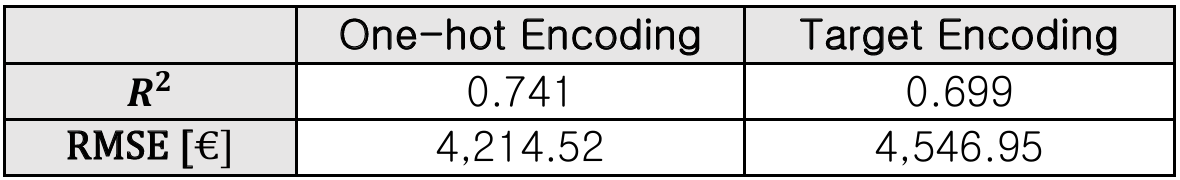 One-hot Encoding Target Encoding
R² 0.741 0.699
RMSE [€] 4,214.52 4,546.95